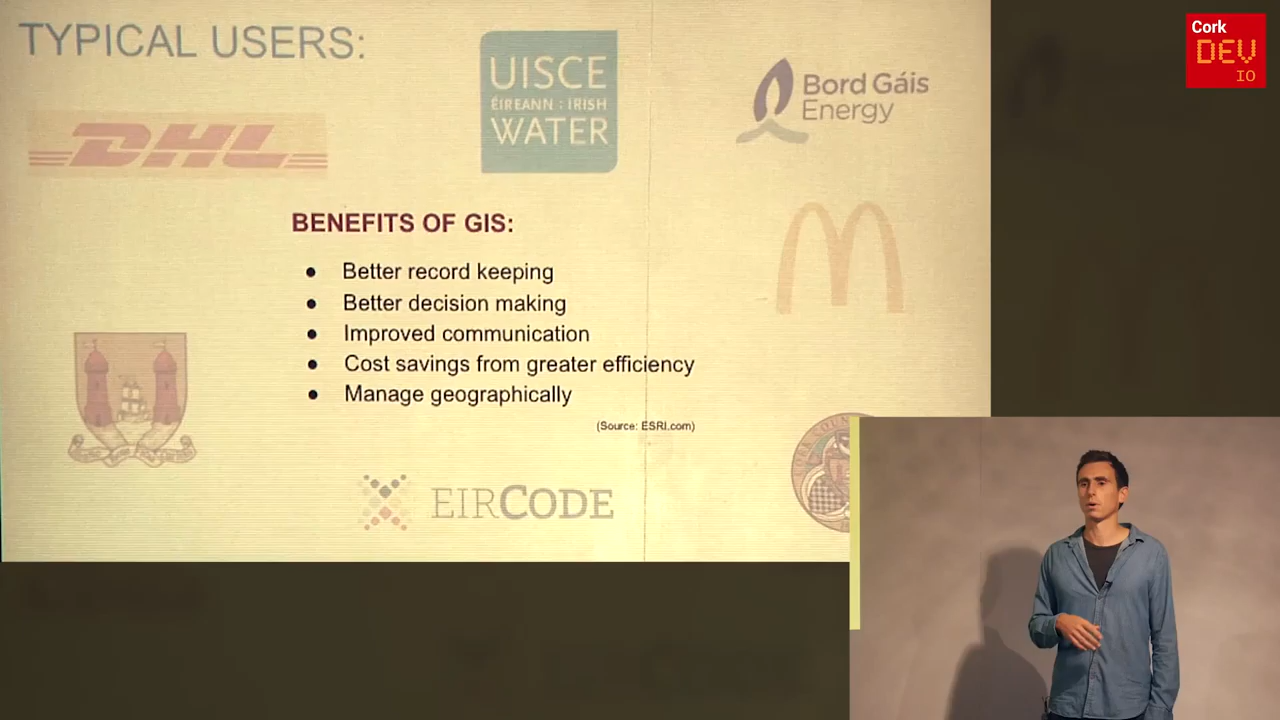 TYPICAL USERS:
Cork
DEV
IO
DHL
UISCE
ÉIREANN : IRISH
WATER
Bord Gáis
Energy
BENEFITS OF GIS:
● Better record keeping
● Better decision making
● Improved communication
● Cost savings from greater efficiency
● Manage geographically
(Source: ESRI.com)
EIRCODE